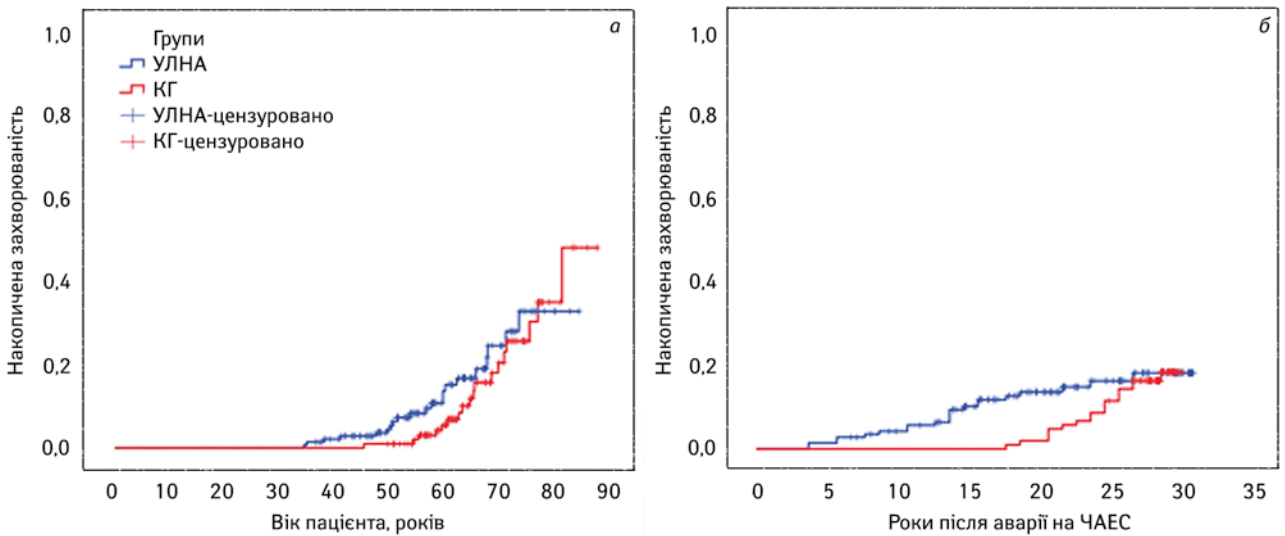 а
Групи
УЛНА
КГ
УЛНА-цензуровано
КГ-цензуровано
Накопичена захворюваність
1,0
0,8
0,6
0,4
0,2
0,0
0 10 20 30 40 50 60 70 80 90
Вік пацієнта, років
б
Накопичена захворюваність
1,0
0,8
0,6
0,4
0,2
0,0
0 5 10 15 20 25 30 35
Роки після аварії на ЧАЕС